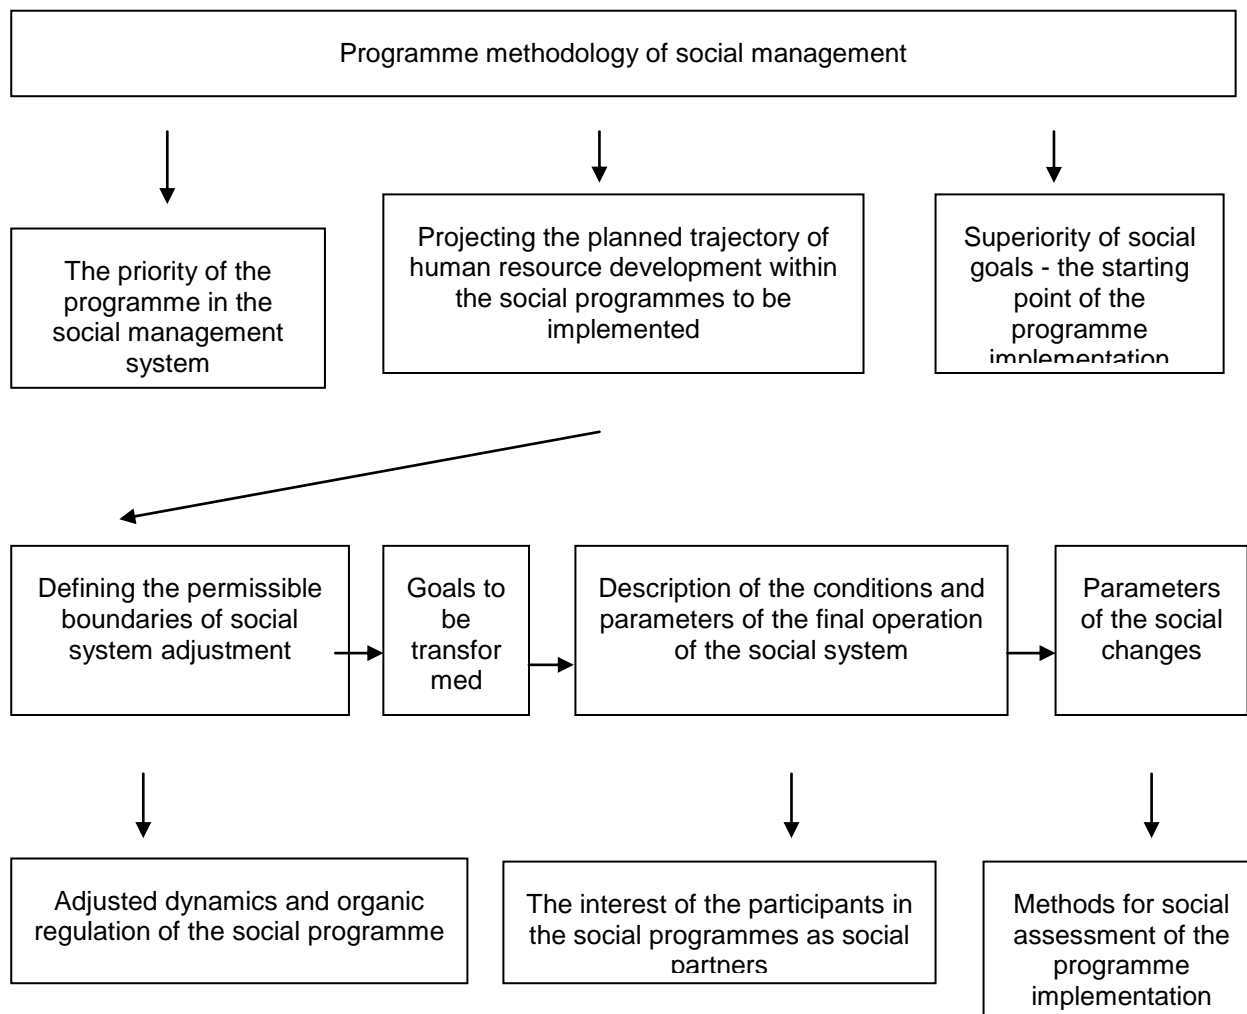 Programme methodology of social management
The priority of the
programme in the
social management
system
Projecting the planned trajectory of
human resource development within
the social programmes to be
implemented
Superiority of social
goals - the starting
point of the
programme
implementation
Defining the permissible
boundaries of social
system adjustment
Goals to
be
transfor
med
Description of the conditions and
parameters of the final operation
of the social system
Parameters
of the social
changes
Adjusted dynamics and organic
regulation of the social programme
The interest of the participants in
the social programmes as social
partners
Methods for social
assessment of the
programme
implementation